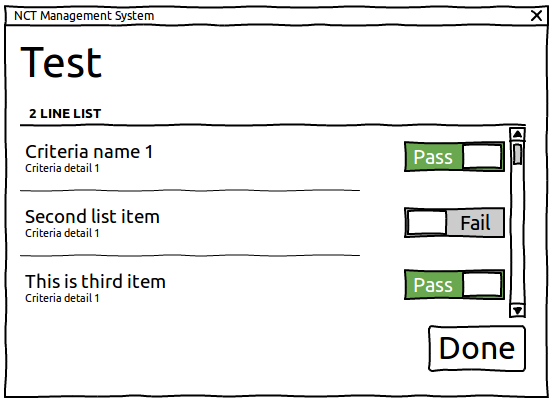 NCT Management System
Test
2 LINE LIST
Criteria name 1
Criteria detail 1
Pass
Second list item
Criteria detail 1
Fail
This is third item
Criteria detail 1
Pass
Done